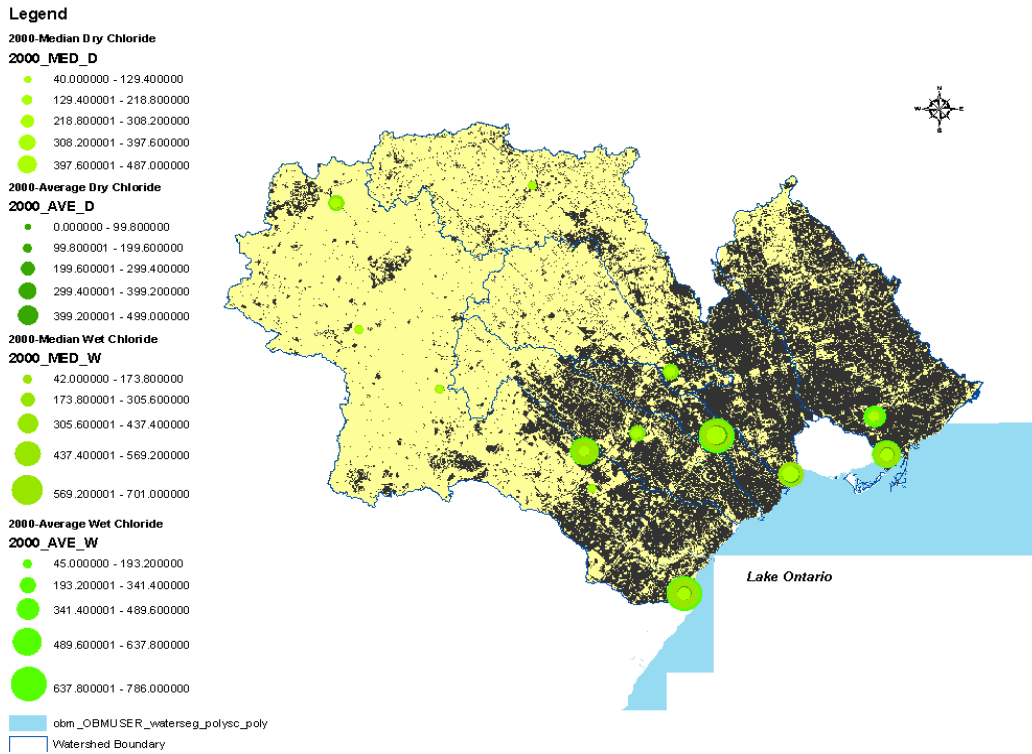 Legend
2000-Median Dry Chloride
2000_MED_D
40.000000 - 129.400000
129.400001 - 218.800000
218.800001 - 308.200000
308.200001 - 397.600000
397.600001 - 487.000000
2000-Average Dry Chloride
2000_AVE_D
0.000000 - 99.800000
99.800001 - 199.600000
199.600001 - 299.400000
299.400001 - 399.200000
399.200001 - 499.000000
2000-Median Wet Chloride
2000_MED_W
42.000000 - 173.800000
173.800001 - 305.600000
305.600001 - 437.400000
437.400001 - 569.200000
569.200001 - 701.000000
2000-Average Wet Chloride
2000_AVE_W
45.000000 - 193.200000
193.200001 - 341.400000
341.400001 - 489.600000
489.600001 - 637.800000
637.800001 - 786.000000
obm_OBMUSER_waterseg_polysc_poly
Watershed Boundary
N
W E
S
Lake Ontario